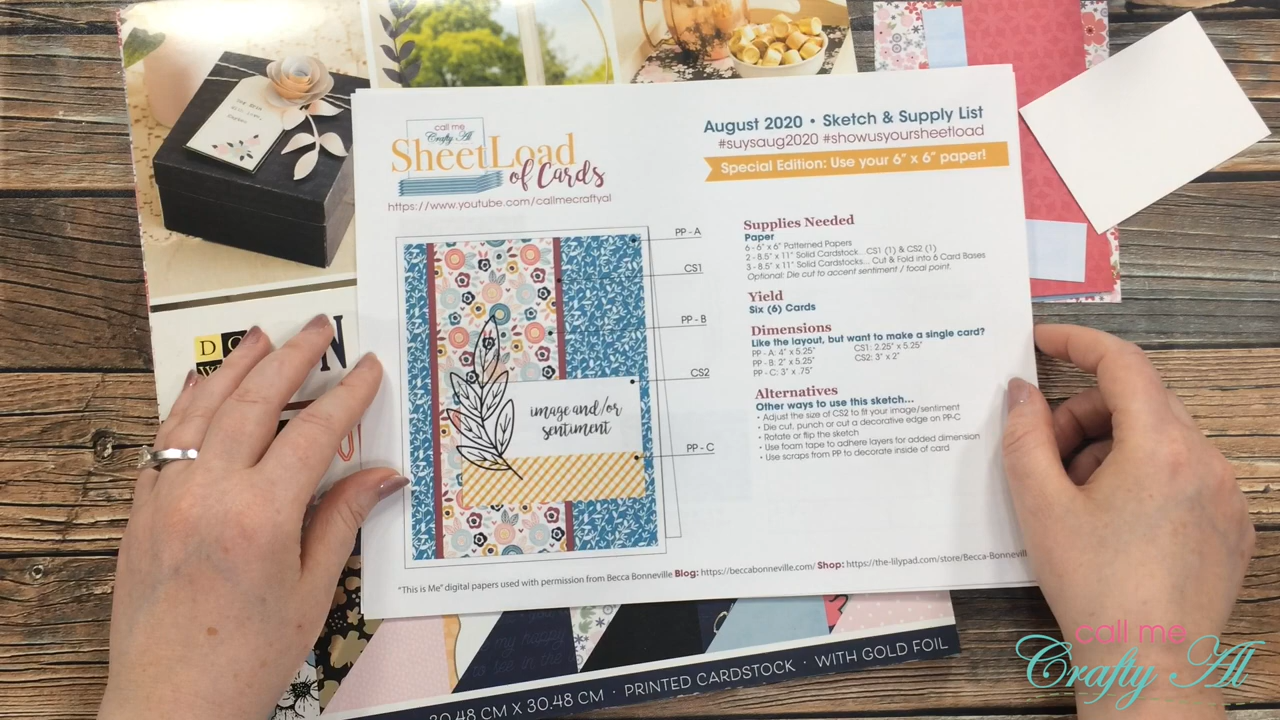 call me
Crafty Al
SheetLoad
of Cards
https://www.youtube.com/callmecraftyal
August 2020 • Sketch & Supply List
#suysaug2020 #showusyoursheetload
Special Edition: Use your 6" x 6" paper!
PP - A
CS1
PP - B
CS2
PP - C
image and/or
sentiment
Supplies Needed
Paper
6 - 6" x 6" Patterned Papers
2 - 8.5" x 11" Solid Cardstock... CS1 (1) & CS2 (1)
3 - 8.5" x 11" Solid Cardstocks... Cut & Fold into 6 Card Bases
Optional: Die cut to accent sentiment / focal point.
Yield
Six (6) Cards
Dimensions
Like the layout, but want to make a single card?
PP - A: 4" x 5.25" CS1: 2.25" x 5.25"
PP - B: 2" x 5.25" CS2: 3" x 2"
PP - C: 3" x .75"
Alternatives
Other ways to use this sketch...
• Adjust the size of CS2 to fit your image/sentiment
• Die cut, punch or cut a decorative edge on PP-C
• Rotate or flip the sketch
• Use foam tape to adhere layers for added dimension
• Use scraps from PP to decorate inside of card
"This is Me" digital papers used with permission from Becca Bonneville Blog: https://beccabonneville.com/ Shop: https://the-lilypad.com/store/Becca-Bonneville
30.48 CM X 30.48 CM · PRINTED CARDSTOCK · WITH GOLD FOIL
call me
Crafty Al